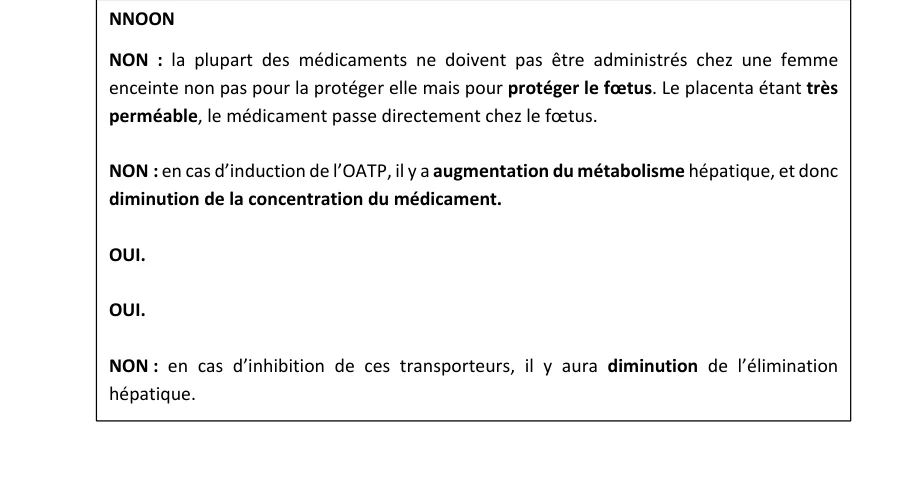 NNOON
NON : la plupart des médicaments ne doivent pas être administrés chez une femme
enceinte non pas pour la protéger elle mais pour protéger le fœtus. Le placenta étant très
perméable, le médicament passe directement chez le fœtus.
NON : en cas d’induction de l’OATP, il y a augmentation du métabolisme hépatique, et donc
diminution de la concentration du médicament.
OUI.
OUI.
NON : en cas d’inhibition de ces transporteurs, il y aura diminution de l’élimination
hépatique.